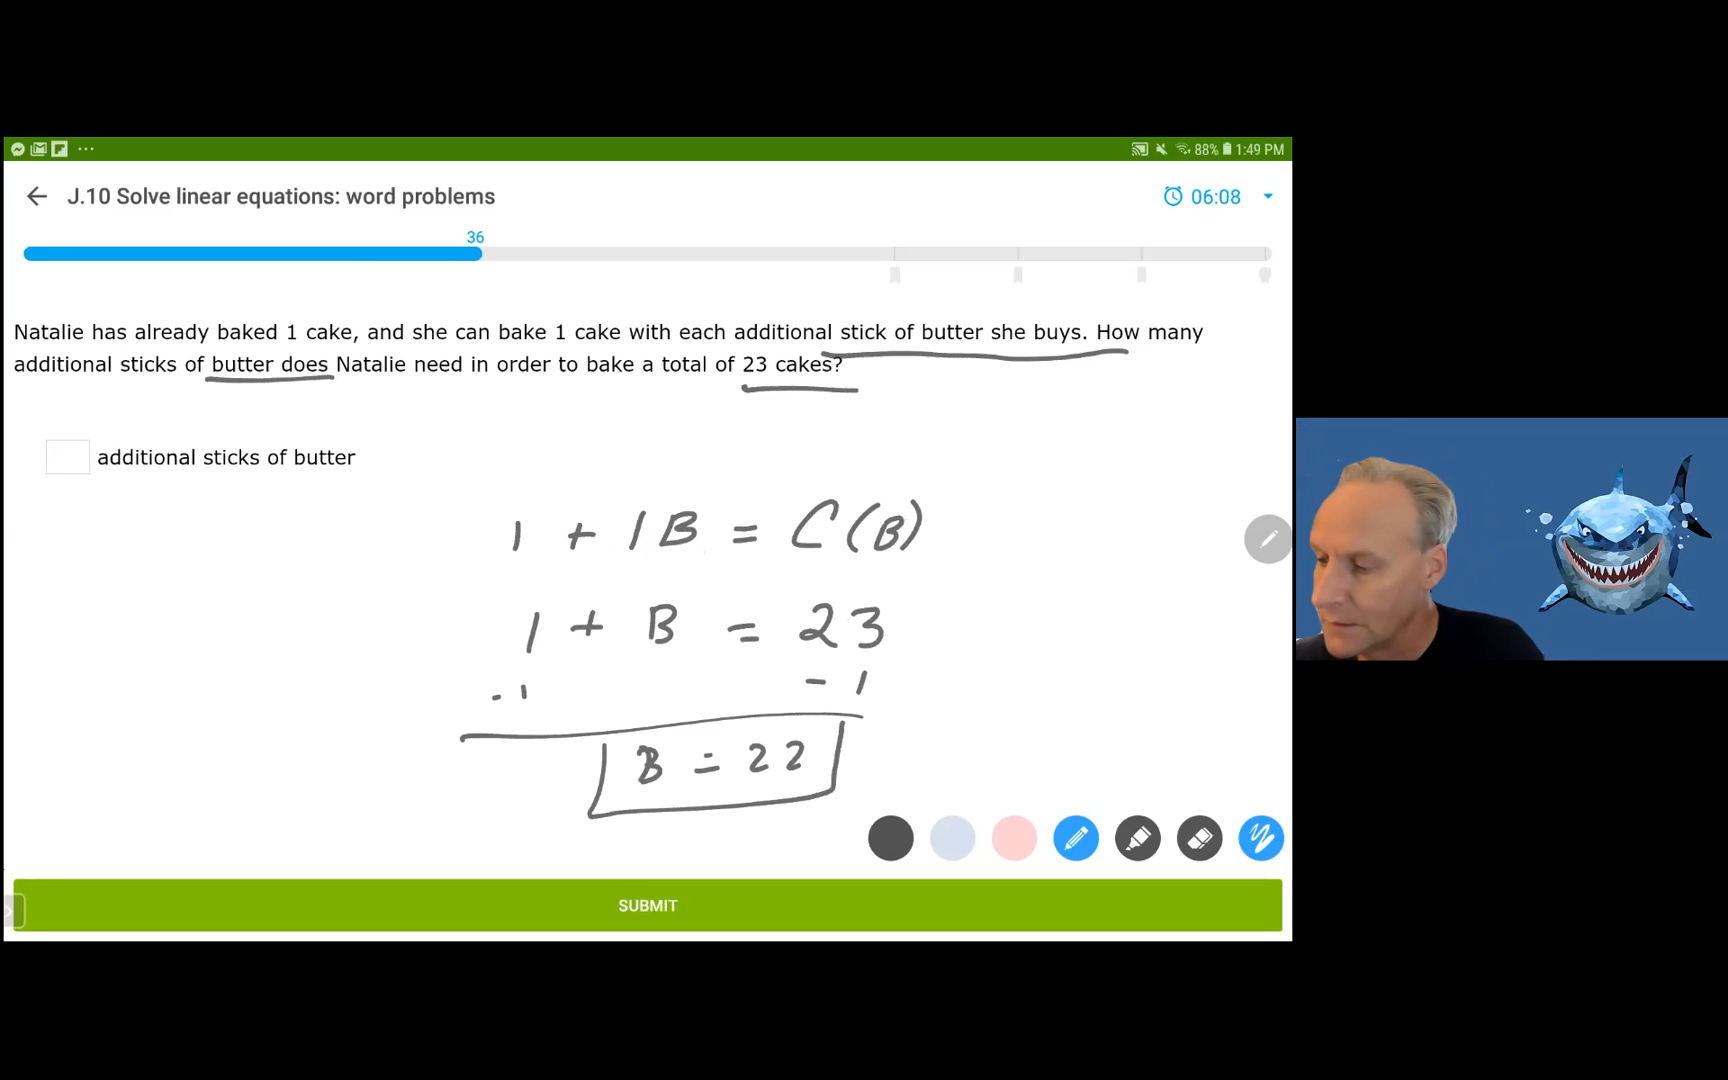 88% 1:49 PM
J.10 Solve linear equations: word problems
06:08
36
Natalie has already baked 1 cake, and she can bake 1 cake with each additional stick of butter she buys. How many
additional sticks of butter does Natalie need in order to bake a total of 23 cakes?
additional sticks of butter
1 + 1B = C(B)
1 + B = 23
-1 -1
B = 22
SUBMIT